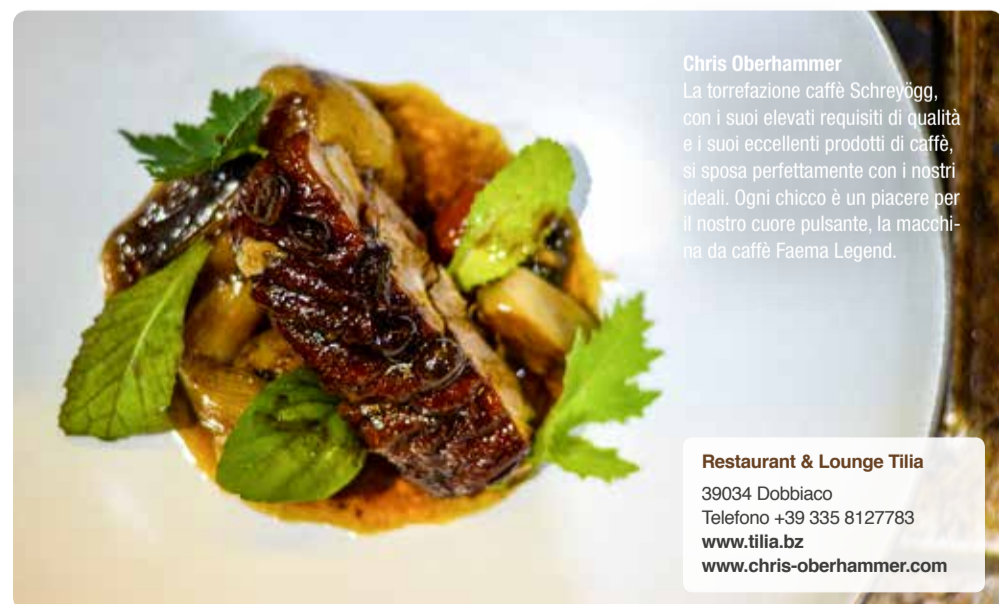 Chris Oberhammer
La torrefazione caffè Schreyögg,
con i suoi elevati requisiti di qualità
e i suoi eccellenti prodotti di caffè,
si sposa perfettamente con i nostri
ideali. Ogni chicco è un piacere per
il nostro cuore pulsante, la macchi-
na da caffè Faema Legend.
Restaurant & Lounge Tilia
39034 Dobbiaco
Telefono +39 335 8127783
www.tilia.bz
www.chris-oberhammer.com